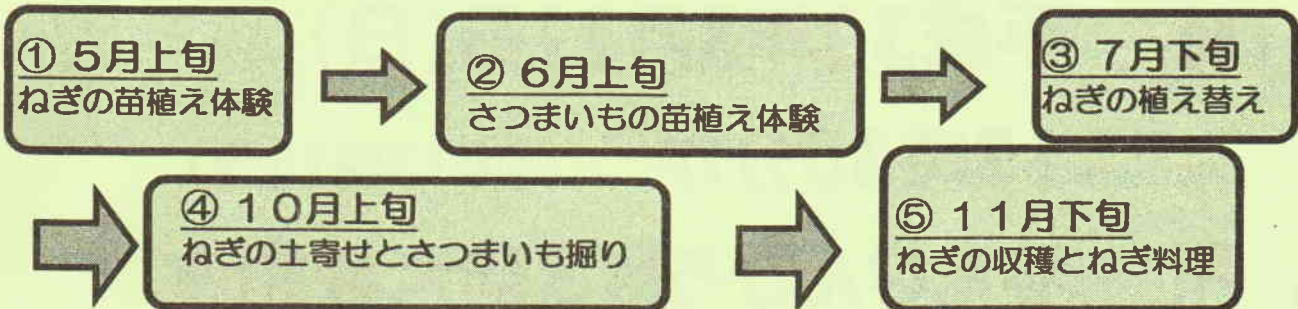 ① ５月上旬
ねぎの苗植え体験
② ６月上旬
さつまいもの苗植え体験
③ ７月下旬
ねぎの植え替え
④ １０月上旬
ねぎの土寄せとさつまいも掘り
⑤ １１月下旬
ねぎの収穫とねぎ料理